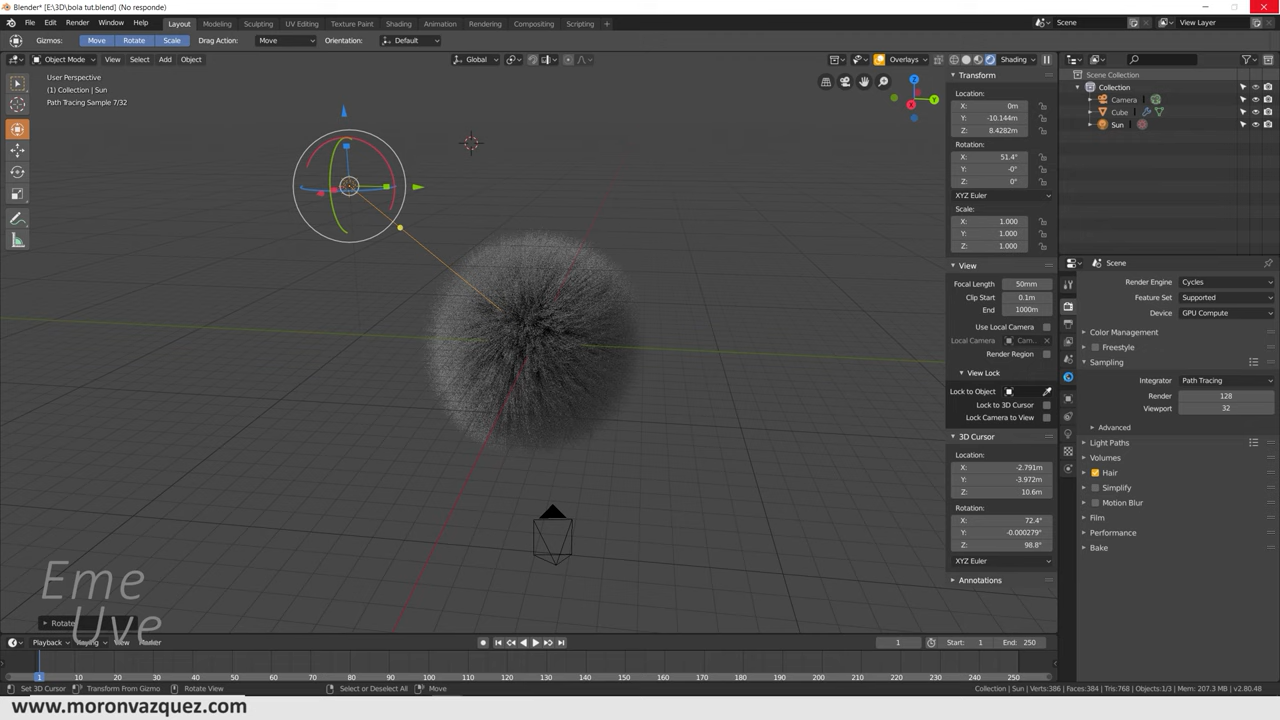 Blender* [E:\3D\bola tut.blend] (No responde)
File Edit Render Window Help Layout Modeling Sculpting UV Editing Texture Paint Shading Animation Rendering Compositing Scripting + Scene View Layer
Gizmos: Move Rotate Scale Drag Action: Move Orientation: Default
Object Mode View Select Add Object Global Overlays Shading
User Perspective
(1) Collection | Sun
Path Tracing Sample 7/32
Z
Y
X
Transform
Location:
X: 0m
Y: -10.144m
Z: 8.4282m
Rotation:
X: 51.4°
Y: -0°
Z: 0°
XYZ Euler
Scale:
X: 1.000
Y: 1.000
Z: 1.000
View
Focal Length 50mm
Clip Start 0.1m
End 1000m
Use Local Camera
Local Camera Cam...
Render Region
View Lock
Lock to Object
Lock to 3D Cursor
Lock Camera to View
3D Cursor
Location:
X: -2.791m
Y: -3.972m
Z: 10.6m
Rotation:
X: 72.4°
Y: -0.000279°
Z: 98.8°
XYZ Euler
Annotations
Scene Collection
Collection
Camera
Cube
Sun
Scene
Render Engine Cycles
Feature Set Supported
Device GPU Compute
Color Management
Freestyle
Sampling
Integrator Path Tracing
Render 128
Viewport 32
Advanced
Light Paths
Volumes
Hair
Simplify
Motion Blur
Film
Performance
Bake
Eme
Uve
Rotate
Playback Keying View Marker 1 Start: 1 End: 250
1 10 20 30 40 50 60 70 80 90 100 110 120 130 140 150 160 170 180 190 200 210 220 230 240 250
Set 3D Cursor Transform From Gizmo Rotate View Select or Deselect All Move Collection | Sun | Verts:386 | Faces:384 | Tris:768 | Objects:1/3 | Mem: 207.3 MB | v2.80.48
www.moronvazquez.com